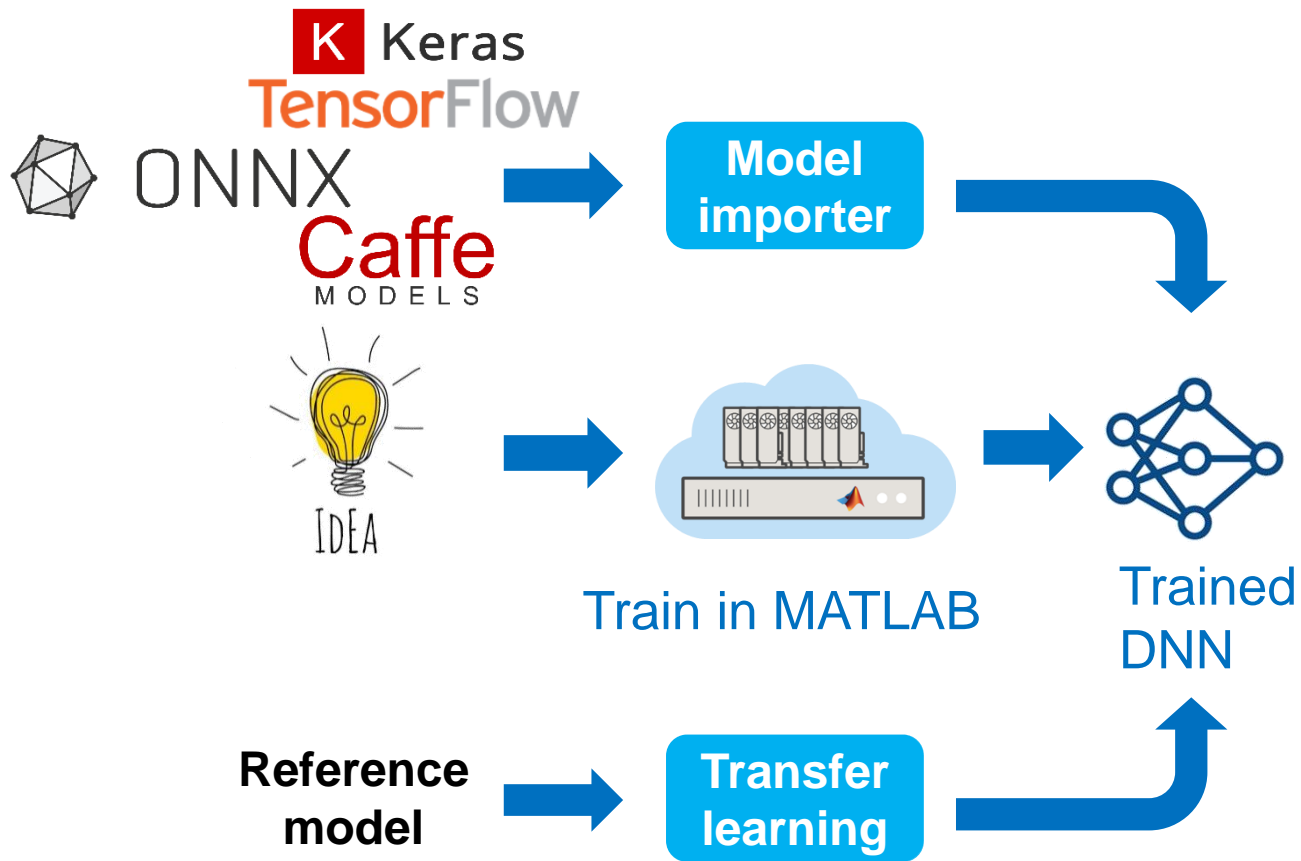 K Keras
TensorFlow
ONNX
Caffe
MODELS
Model
importer
IDEA
Train in MATLAB
Trained
DNN
Reference
model
Transfer
learning